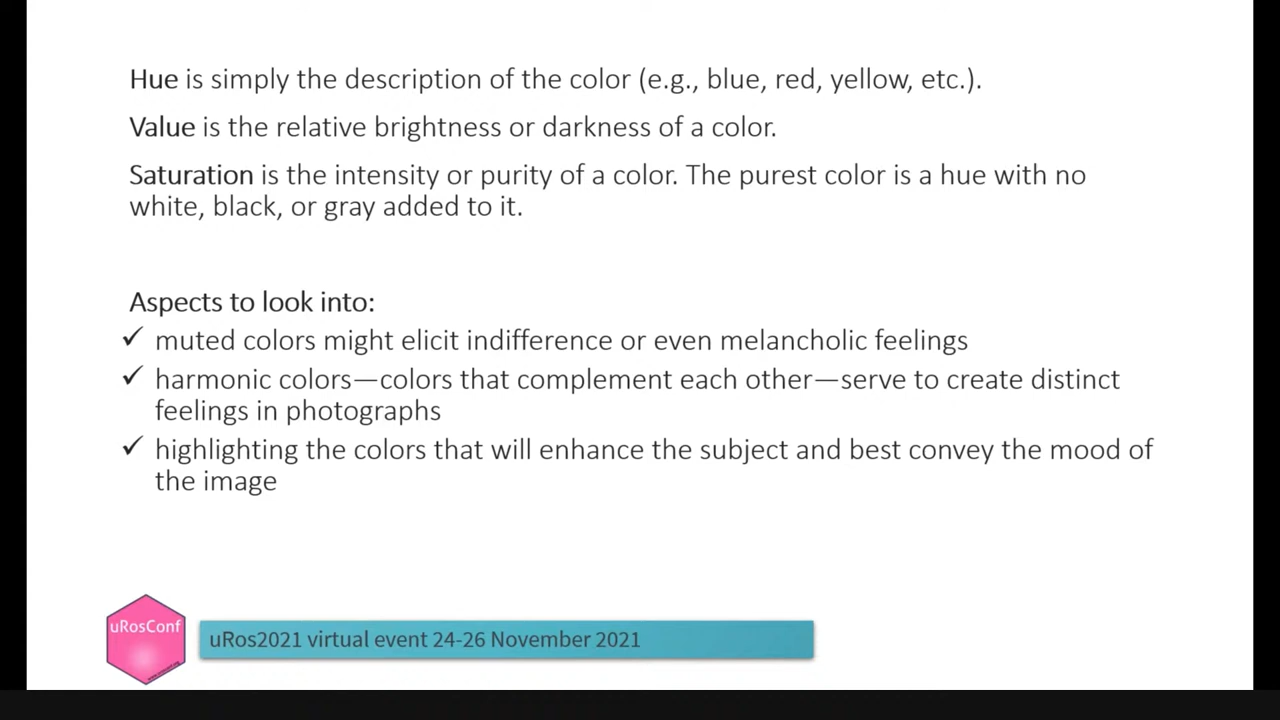 Hue is simply the description of the color (e.g., blue, red, yellow, etc.).
Value is the relative brightness or darkness of a color.
Saturation is the intensity or purity of a color. The purest color is a hue with no
white, black, or gray added to it.
Aspects to look into:
✓ muted colors might elicit indifference or even melancholic feelings
✓ harmonic colors—colors that complement each other—serve to create distinct
feelings in photographs
✓ highlighting the colors that will enhance the subject and best convey the mood of
the image
uRosConf
uRos2021 virtual event 24-26 November 2021